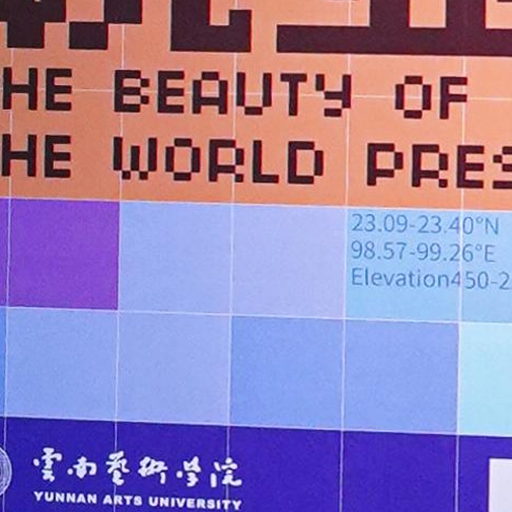 HE BEAUTY OF
HE WORLD PRES
23.09-23.40°N
98.57-99.26°E
Elevation450-2
雲南藝術學院
YUNNAN ARTS UNIVERSITY